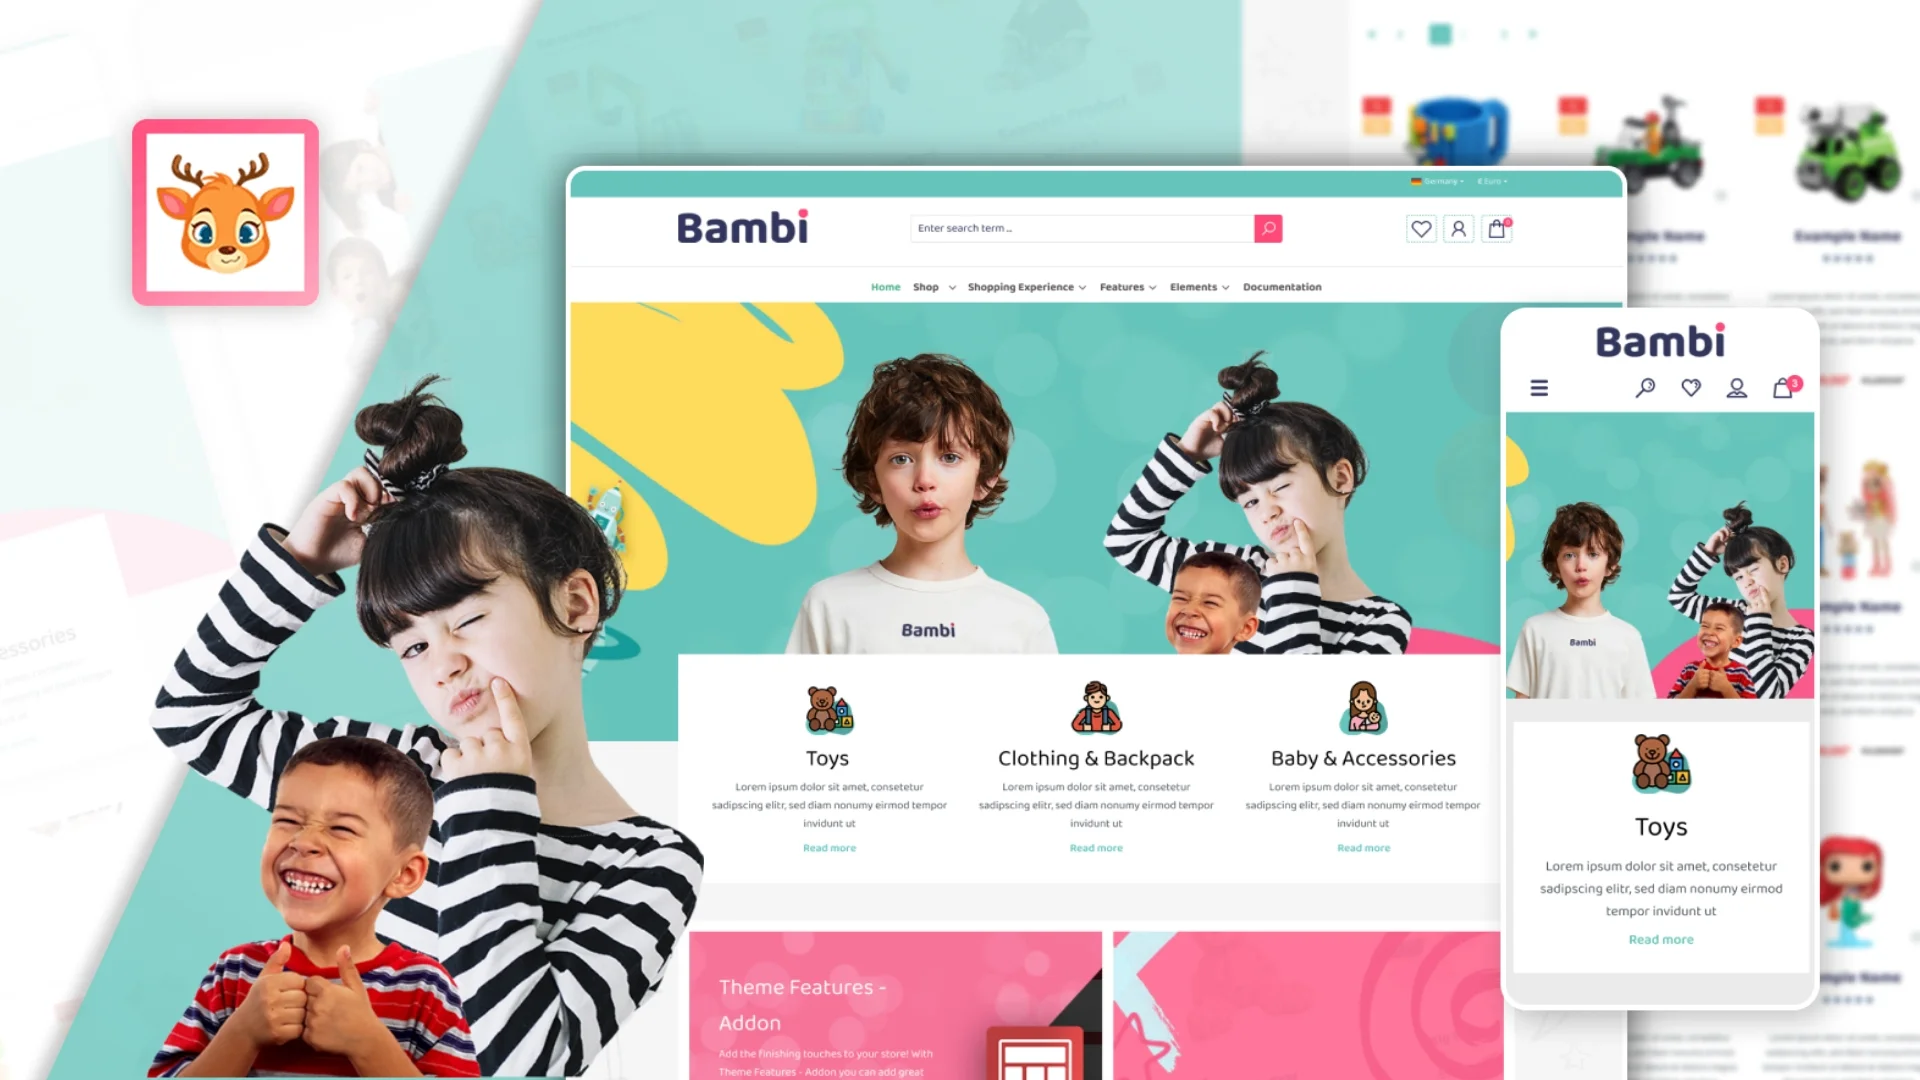 Germany
€ Euro
Bambi
Enter search term ...
0
Home Shop Shopping Experience Features Elements Documentation
Bambi
3
Bambi
Bambi
Toys
Clothing & Backpack
Baby & Accessories
Lorem ipsum dolor sit amet, consetetur
sadipscing elitr, sed diam nonumy eirmod tempor
invidunt ut
Read more
Lorem ipsum dolor sit amet, consetetur
sadipscing elitr, sed diam nonumy eirmod tempor
invidunt ut
Read more
Lorem ipsum dolor sit amet, consetetur
sadipscing elitr, sed diam nonumy eirmod tempor
invidunt ut
Read more
Toys
Lorem ipsum dolor sit amet, consetetur
sadipscing elitr, sed diam nonumy eirmod
tempor invidunt ut
Read more
Theme Features -
Addon
Add the finishing touches to your store! With
Theme Features - Addon you can add great
Example Name